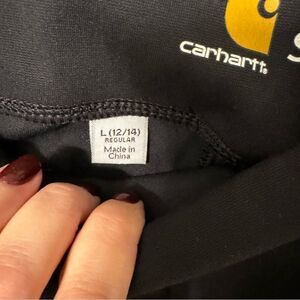 carhartt
L (12/14)
REGULAR
Made in
China